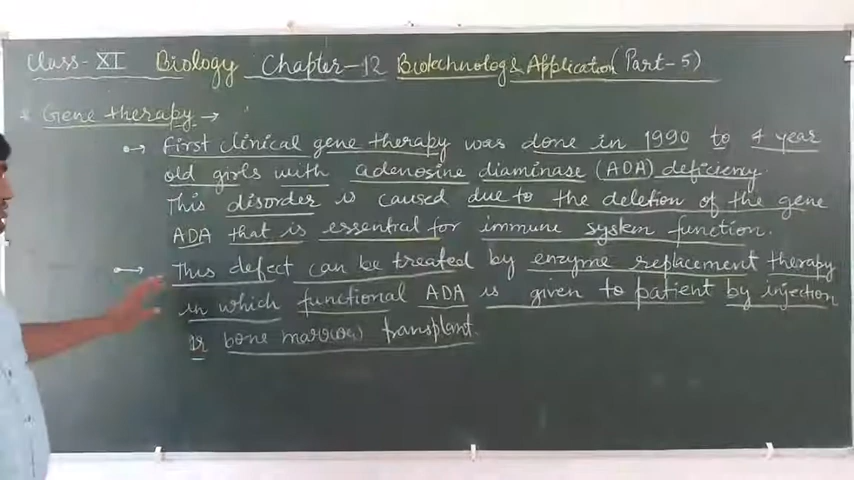 Class-XI Biology Chapter-12 Biotechnolog & Application (Part-5)
* Gene therapy →
First clinical gene therapy was done in 1990 to 4 year
old girls with adenosine diaminase (ADA) deficiency.
This disorder is caused due to the deletion of the gene
ADA that is essential for immune system function.
This defect can be treated by enzyme replacement therapy
in which functional ADA is given to patient by injection
or bone marrow transplant.